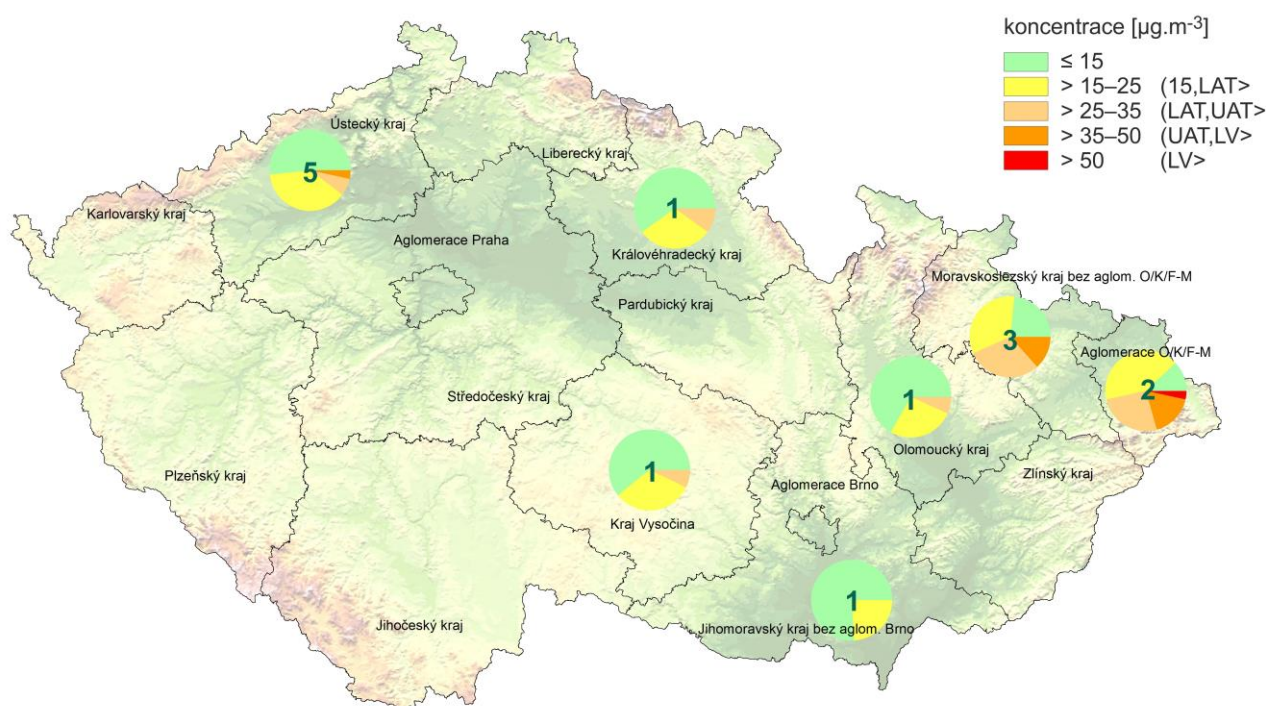 koncentrace [µg.m-3]
≤ 15
> 15–25 (15,LAT>
> 25–35 (LAT,UAT>
> 35–50 (UAT,LV>
> 50 (LV>
Ústecký kraj
Liberecký kraj
5
Karlovarský kraj
1
Aglomerace Praha
Královéhradecký kraj
Moravskoslezský kraj bez aglom. O/K/F-M
Pardubický kraj
3
Aglomerace O/K/F-M
2
Středočeský kraj
1
Olomoucký kraj
Plzeňský kraj
1
Aglomerace Brno
Zlínský kraj
Kraj Vysočina
1
Jihočeský kraj
Jihomoravský kraj bez aglom. Brno